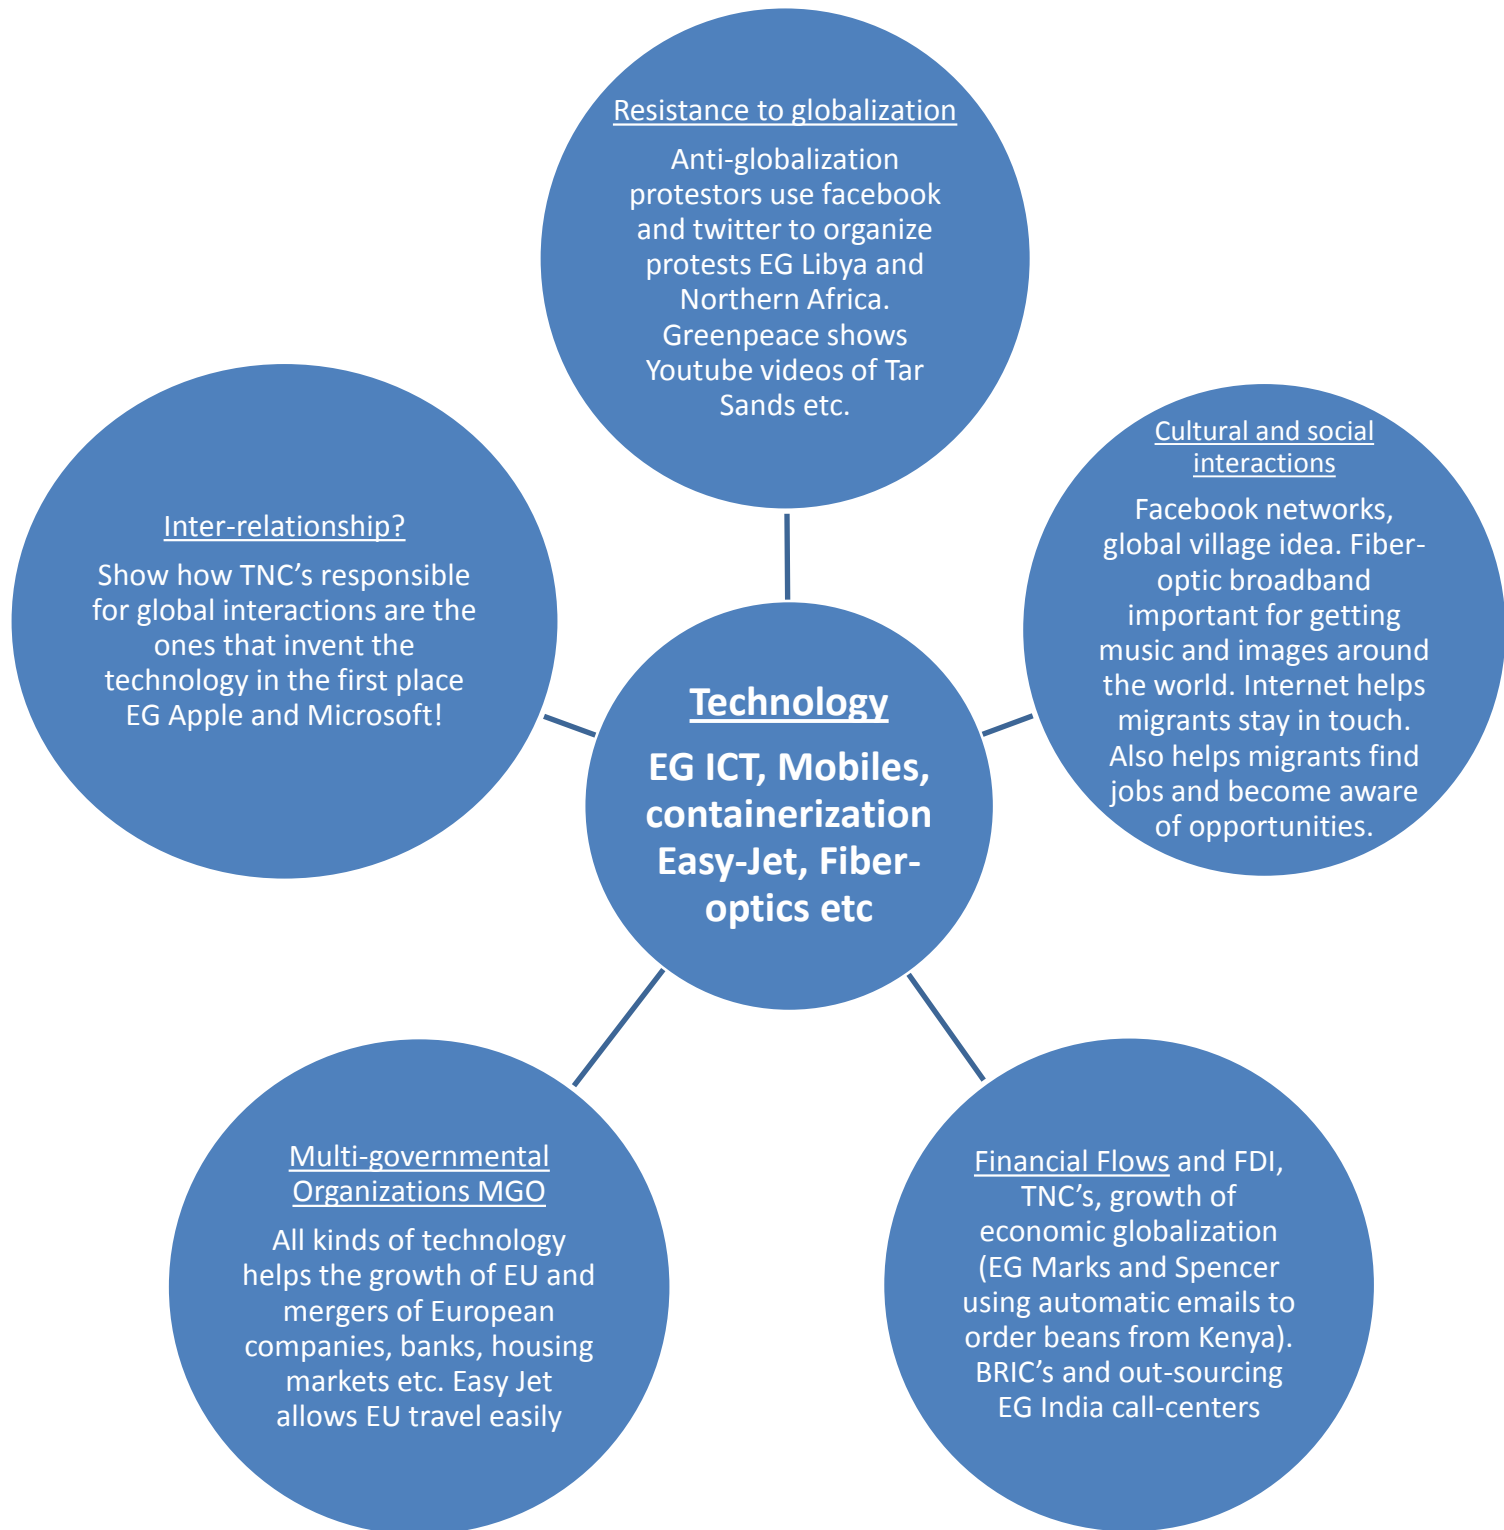 Resistance to globalization
Anti-globalization
protestors use facebook
and twitter to organize
protests EG Libya and
Northern Africa.
Greenpeace shows
Youtube videos of Tar
Sands etc.
Cultural and social
interactions
Facebook networks,
global village idea. Fiber-
optic broadband
important for getting
music and images around
the world. Internet helps
migrants stay in touch.
Also helps migrants find
jobs and become aware
of opportunities.
Inter-relationship?
Show how TNC’s responsible
for global interactions are the
ones that invent the
technology in the first place
EG Apple and Microsoft!
Technology
EG ICT, Mobiles,
containerization
Easy-Jet, Fiber-
optics etc
Multi-governmental
Organizations MGO
All kinds of technology
helps the growth of EU and
mergers of European
companies, banks, housing
markets etc. Easy Jet
allows EU travel easily
Financial Flows and FDI,
TNC’s, growth of
economic globalization
(EG Marks and Spencer
using automatic emails to
order beans from Kenya).
BRIC’s and out-sourcing
EG India call-centers